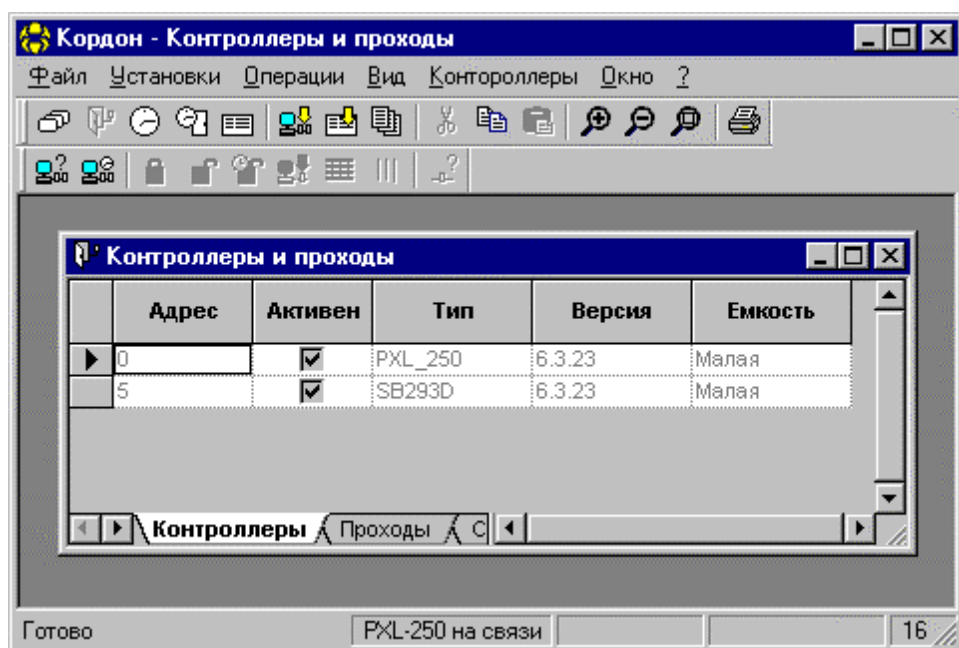 Кордон - Контроллеры и проходы
Файл Установки Операции Вид Контороллеры Окно ?
Контроллеры и проходы
Адрес Активен Тип Версия Емкость
0 PXL_250 6.3.23 Малая
5 SB293D 6.3.23 Малая
Контроллеры Проходы С
Готово PXL-250 на связи 16